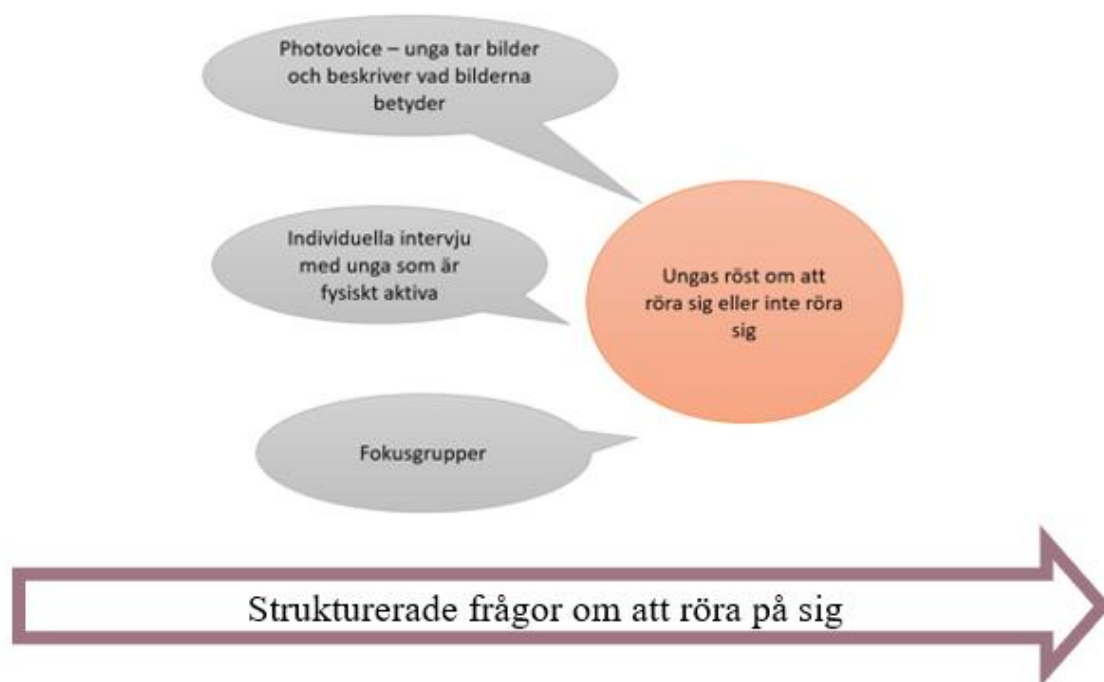 Photovoice – unga tar bilder
och beskriver vad bilderna
betyder
Individuella intervju
med unga som är
fysiskt aktiva
Ungas röst om att
röra sig eller inte röra
sig
Fokusgrupper
Strukturerade frågor om att röra på sig